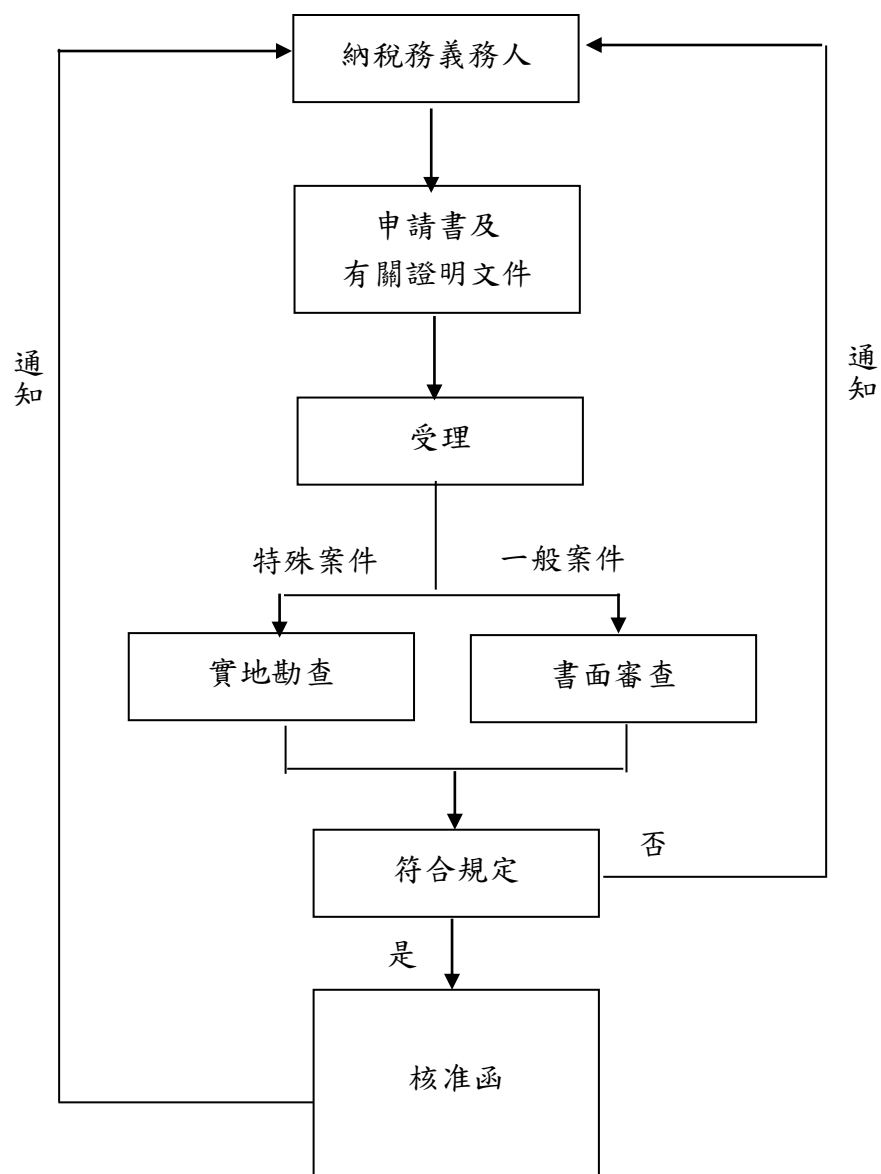 納稅務義務人
申請書及
有關證明文件
通知
通知
受理
特殊案件
一般案件
實地勘查
書面審查
符合規定
否
是
核准函